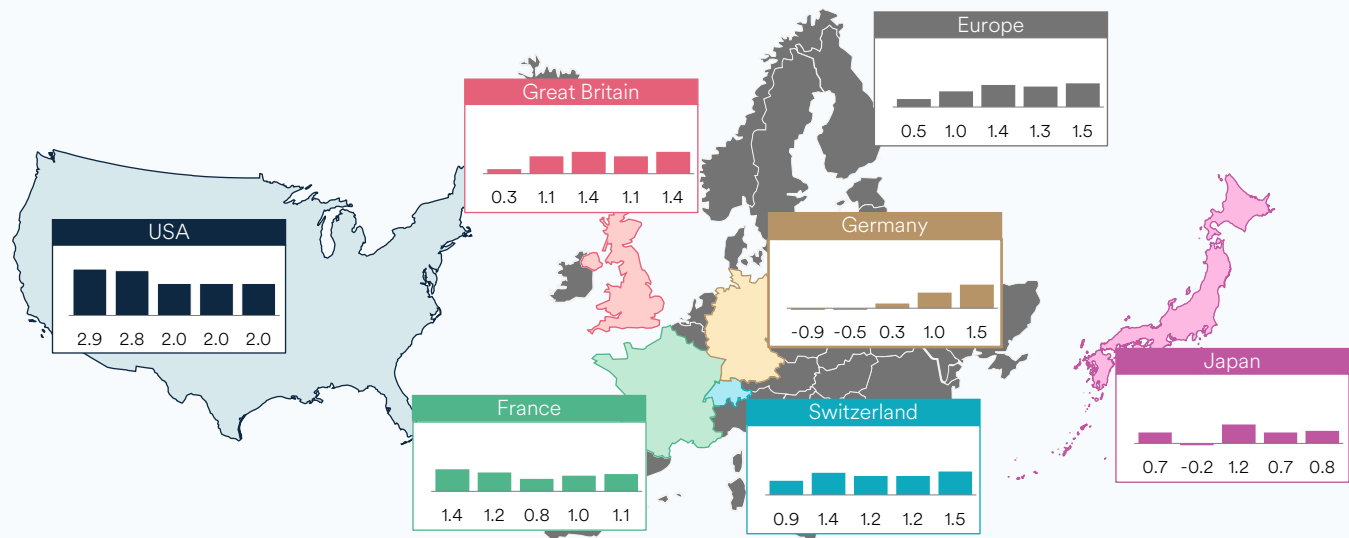 Europe
0.5 1.0 1.4 1.3 1.5
Great Britain
0.3 1.1 1.4 1.1 1.4
USA
2.9 2.8 2.0 2.0 2.0
Germany
-0.9 -0.5 0.3 1.0 1.5
Japan
0.7 -0.2 1.2 0.7 0.8
France
1.4 1.2 0.8 1.0 1.1
Switzerland
0.9 1.4 1.2 1.2 1.5